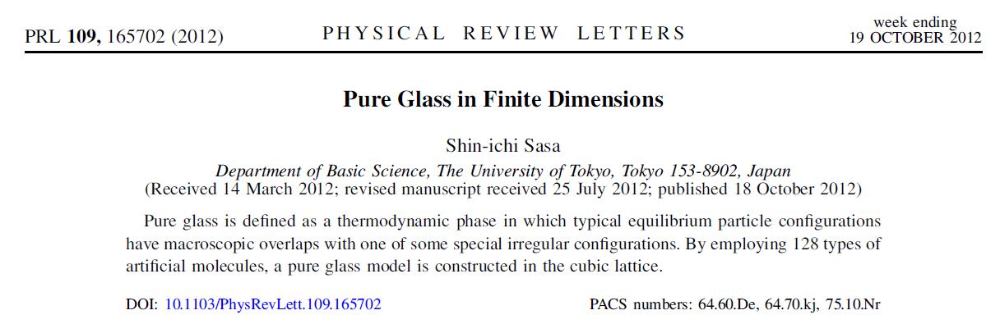 PRL 109, 165702 (2012)
PHYSICAL REVIEW LETTERS
week ending
19 OCTOBER 2012
Pure Glass in Finite Dimensions
Shin-ichi Sasa
Department of Basic Science, The University of Tokyo, Tokyo 153-8902, Japan
(Received 14 March 2012; revised manuscript received 25 July 2012; published 18 October 2012)
Pure glass is defined as a thermodynamic phase in which typical equilibrium particle configurations
have macroscopic overlaps with one of some special irregular configurations. By employing 128 types of
artificial molecules, a pure glass model is constructed in the cubic lattice.
DOI: 10.1103/PhysRevLett.109.165702
PACS numbers: 64.60.De, 64.70.kj, 75.10.Nr